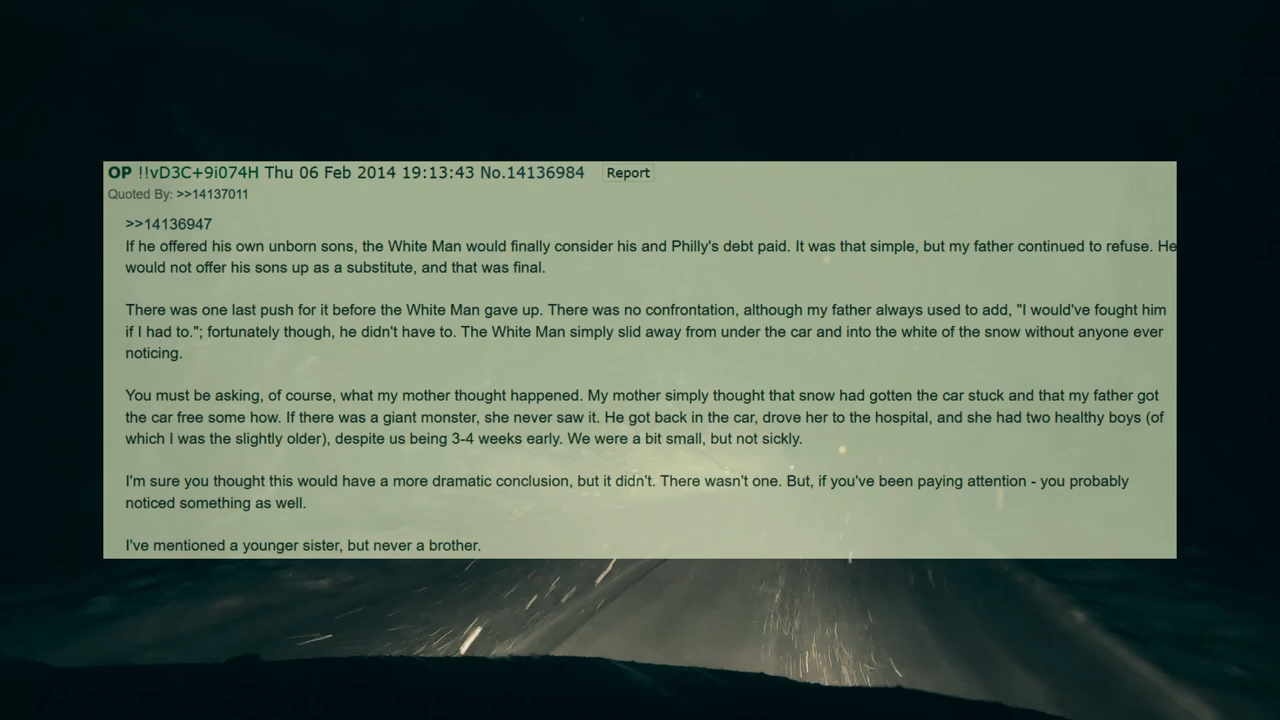 OP !!vD3C+9i074H Thu 06 Feb 2014 19:13:43 No.14136984 Report
Quoted By: >>14137011
>>14136947
If he offered his own unborn sons, the White Man would finally consider his and Philly's debt paid. It was that simple, but my father continued to refuse. He
would not offer his sons up as a substitute, and that was final.
There was one last push for it before the White Man gave up. There was no confrontation, although my father always used to add, "I would've fought him
if I had to."; fortunately though, he didn't have to. The White Man simply slid away from under the car and into the white of the snow without anyone ever
noticing.
You must be asking, of course, what my mother thought happened. My mother simply thought that snow had gotten the car stuck and that my father got
the car free some how. If there was a giant monster, she never saw it. He got back in the car, drove her to the hospital, and she had two healthy boys (of
which I was the slightly older), despite us being 3-4 weeks early. We were a bit small, but not sickly.
I'm sure you thought this would have a more dramatic conclusion, but it didn't. There wasn't one. But, if you've been paying attention - you probably
noticed something as well.
I've mentioned a younger sister, but never a brother.